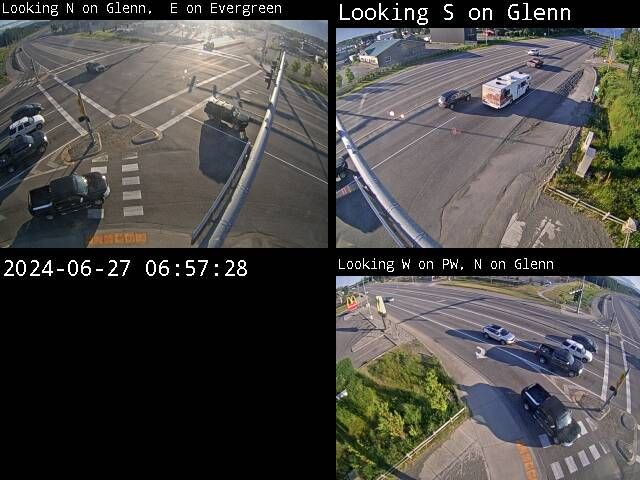 Looking N on Glenn,  E on Evergreen
Looking S on Glenn
2024-06-27 06:57:28
Looking W on PW, N on Glenn